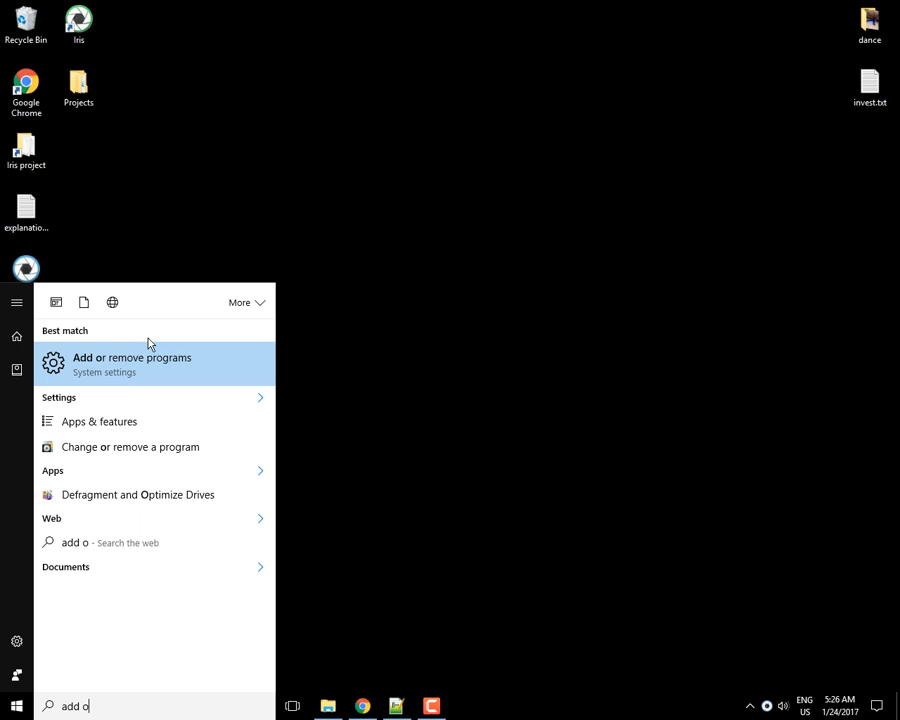 Recycle Bin
Iris
dance
Google
Chrome
Projects
invest.txt
Iris project
explanatio...
More
Best match
Add or remove programs
System settings
Settings
Apps & features
Change or remove a program
Apps
Defragment and Optimize Drives
Web
add o - Search the web
Documents
add o
ENG
US
5:26 AM
1/24/2017